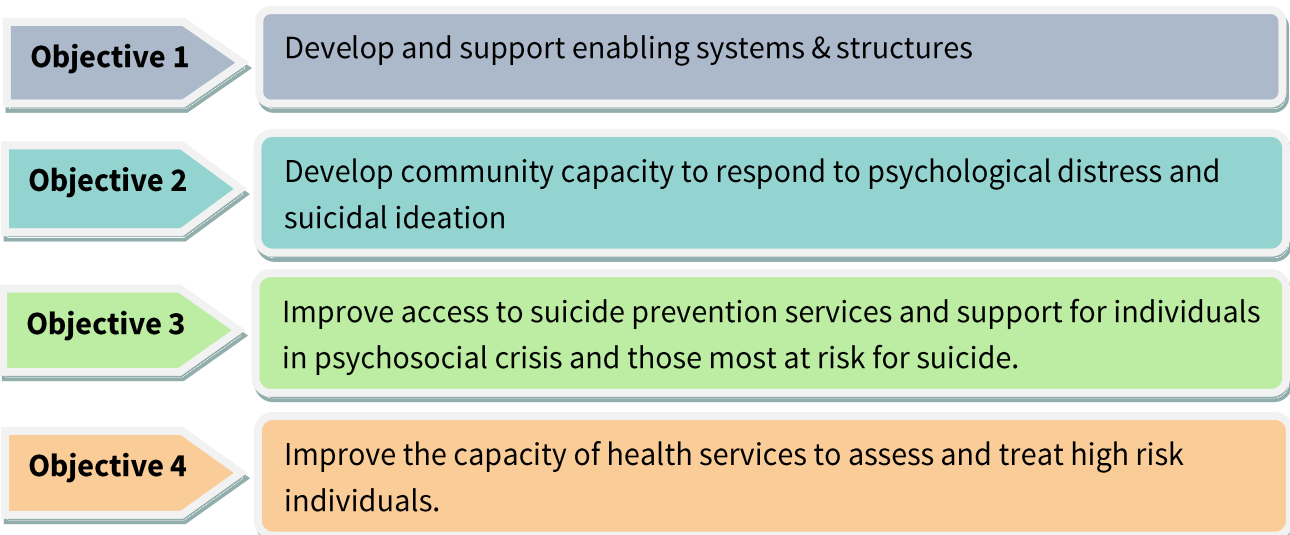 Objective 1
Develop and support enabling systems & structures
Objective 2
Develop community capacity to respond to psychological distress and
suicidal ideation
Objective 3
Improve access to suicide prevention services and support for individuals
in psychosocial crisis and those most at risk for suicide.
Objective 4
Improve the capacity of health services to assess and treat high risk
individuals.